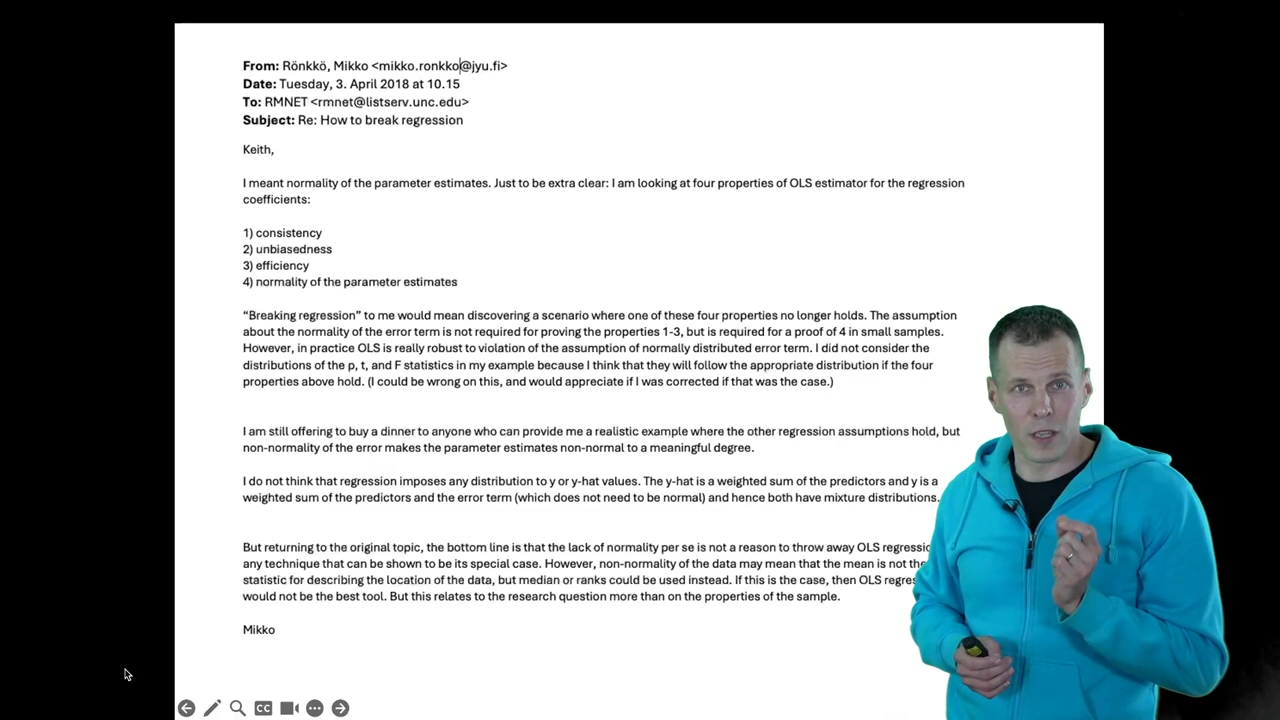 From: Rönkkö, Mikko <mikko.ronkko@jyu.fi>
Date: Tuesday, 3. April 2018 at 10.15
To: RMNET <rmnet@listserv.unc.edu>
Subject: Re: How to break regression
Keith,
I meant normality of the parameter estimates. Just to be extra clear: I am looking at four properties of OLS estimator for the regression
coefficients:
1) consistency
2) unbiasedness
3) efficiency
4) normality of the parameter estimates
“Breaking regression” to me would mean discovering a scenario where one of these four properties no longer holds. The assumption
about the normality of the error term is not required for proving the properties 1-3, but is required for a proof of 4 in small samples.
However, in practice OLS is really robust to violation of the assumption of normally distributed error term. I did not consider the
distributions of the p, t, and F statistics in my example because I think that they will follow the appropriate distribution if the four
properties above hold. (I could be wrong on this, and would appreciate if I was corrected if that was the case.)
I am still offering to buy a dinner to anyone who can provide me a realistic example where the other regression assumptions hold, but
non-normality of the error makes the parameter estimates non-normal to a meaningful degree.
I do not think that regression imposes any distribution to y or y-hat values. The y-hat is a weighted sum of the predictors and y is a
weighted sum of the predictors and the error term (which does not need to be normal) and hence both have mixture distributions.
But returning to the original topic, the bottom line is that the lack of normality per se is not a reason to throw away OLS
any technique that can be shown to be its special case. However, non-normality of the data may mean that the mean is not the
statistic for describing the location of the data, but median or ranks could be used instead. If this is the case, then OLS
would not be the best tool. But this relates to the research question more than on the properties of the sample.
Mikko
CC